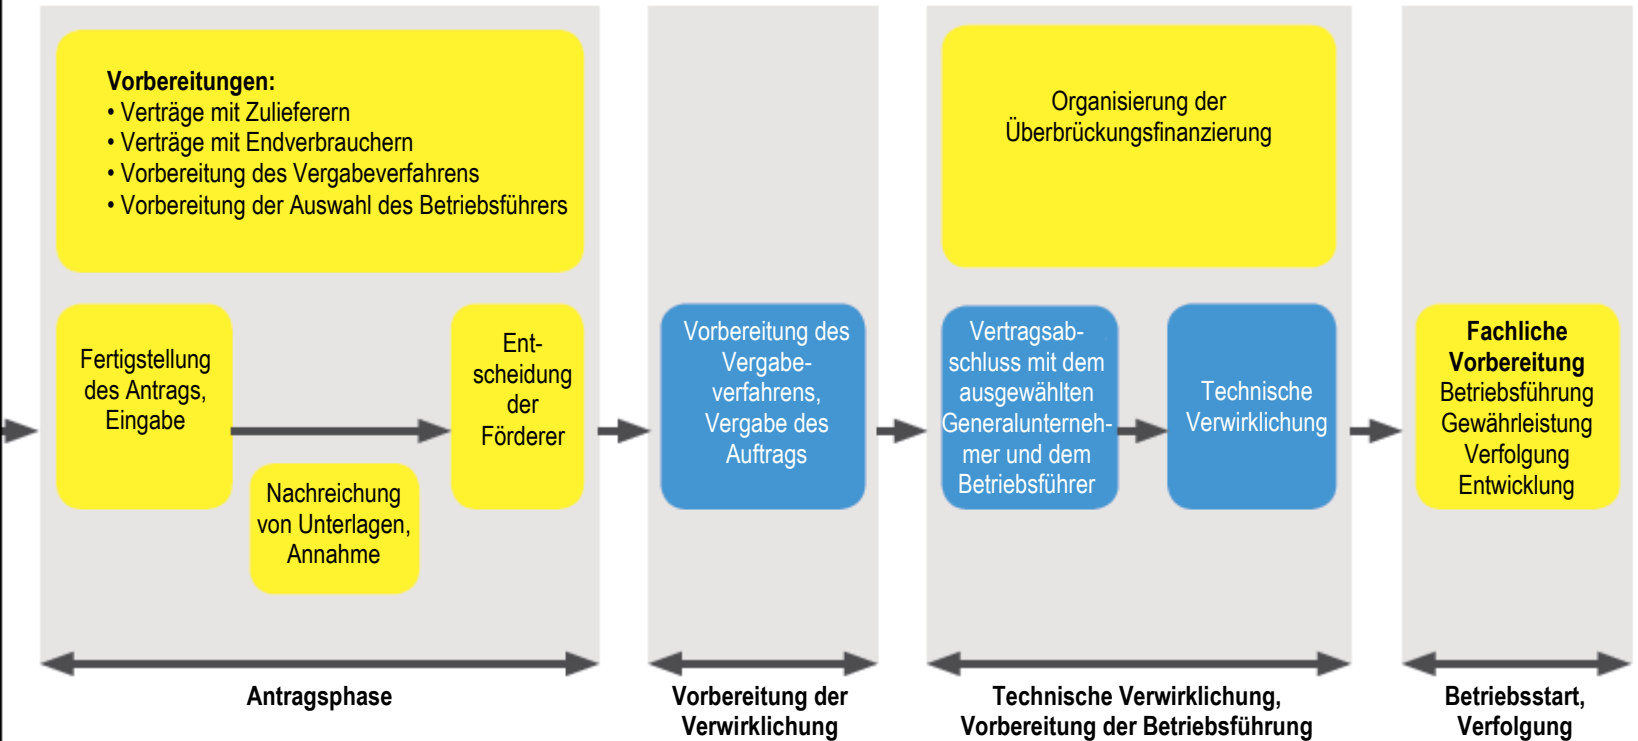 Vorbereitungen:
• Verträge mit Zulieferern
• Verträge mit Endverbrauchern
• Vorbereitung des Vergabeverfahrens
• Vorbereitung der Auswahl des Betriebsführers
Fertigstellung
des Antrags,
Eingabe
Nachreichung
von Unterlagen,
Annahme
Ent-
scheidung
der
Förderer
Antragsphase
Vorbereitung des
Vergabe-
verfahrens,
Vergabe des
Auftrags
Vorbereitung der
Verwirklichung
Organisierung der
Überbrückungsfinanzierung
Vertragsab-
schluss mit dem
ausgewählten
Generalunterneh-
mer und dem
Betriebsführer
Technische
Verwirklichung
Technische Verwirklichung,
Vorbereitung der Betriebsführung
Fachliche
Vorbereitung
Betriebsführung
Gewährleistung
Verfolgung
Entwicklung
Betriebsstart,
Verfolgung